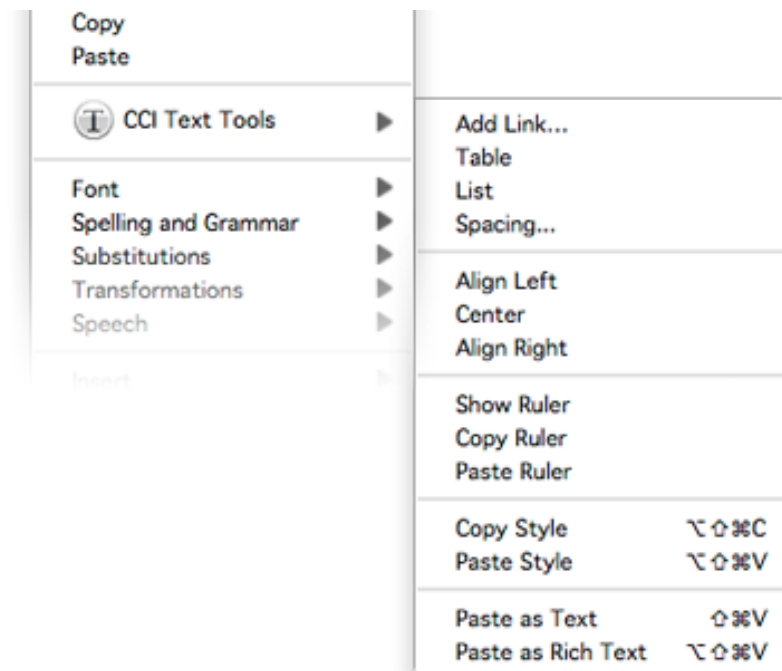 Copy
Paste
CCI Text Tools
Font
Spelling and Grammar
Substitutions
Transformations
Speech
Insert
Add Link...
Table
List
Spacing...
Align Left
Center
Align Right
Show Ruler
Copy Ruler
Paste Ruler
Copy Style ⌥⇧⌘C
Paste Style ⌥⇧⌘V
Paste as Text ⇧⌘V
Paste as Rich Text ⌥⇧⌘V